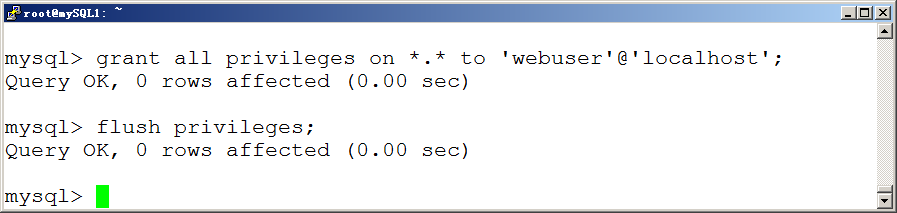 root@mySQL1: ~
mysql> grant all privileges on *.* to 'webuser'@'localhost';
Query OK, 0 rows affected (0.00 sec)
mysql> flush privileges;
Query OK, 0 rows affected (0.00 sec)
mysql>